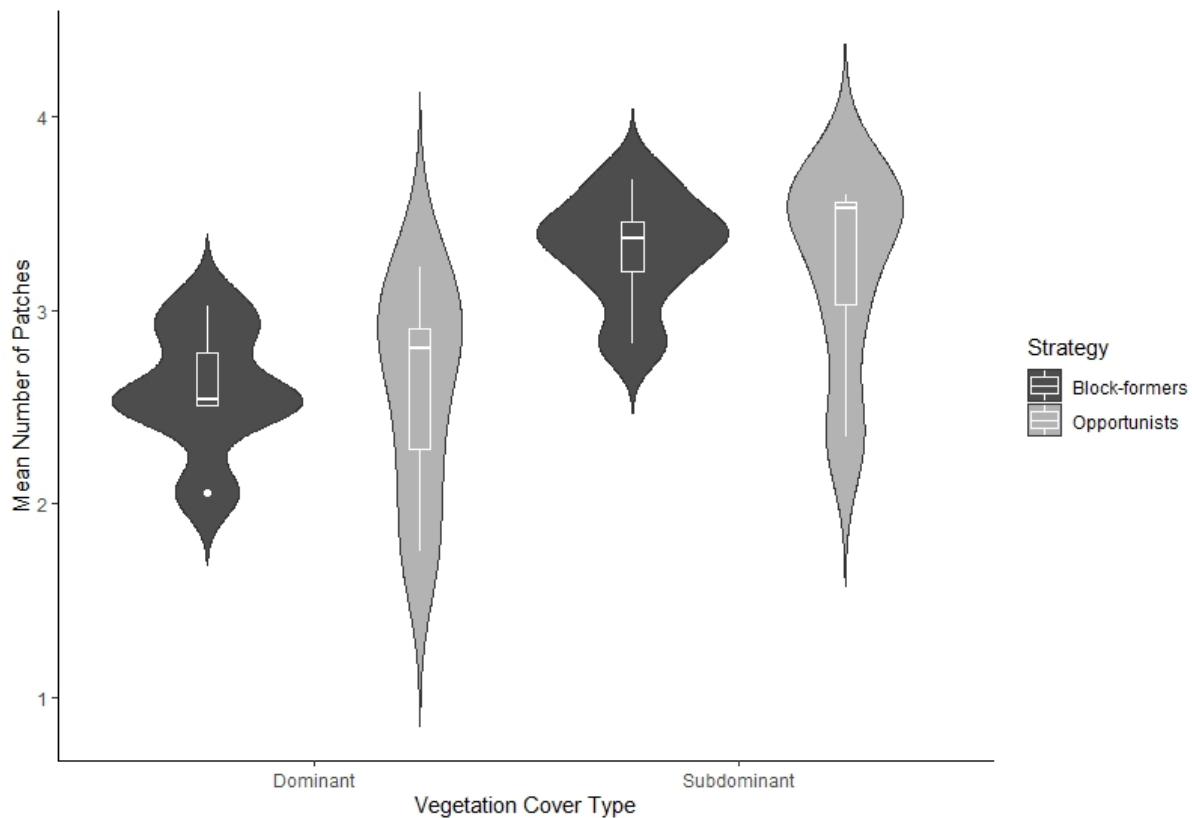 Mean Number of Patches
4
3
2
1
Dominant
Subdominant
Vegetation Cover Type
Strategy
Block-formers
Opportunists